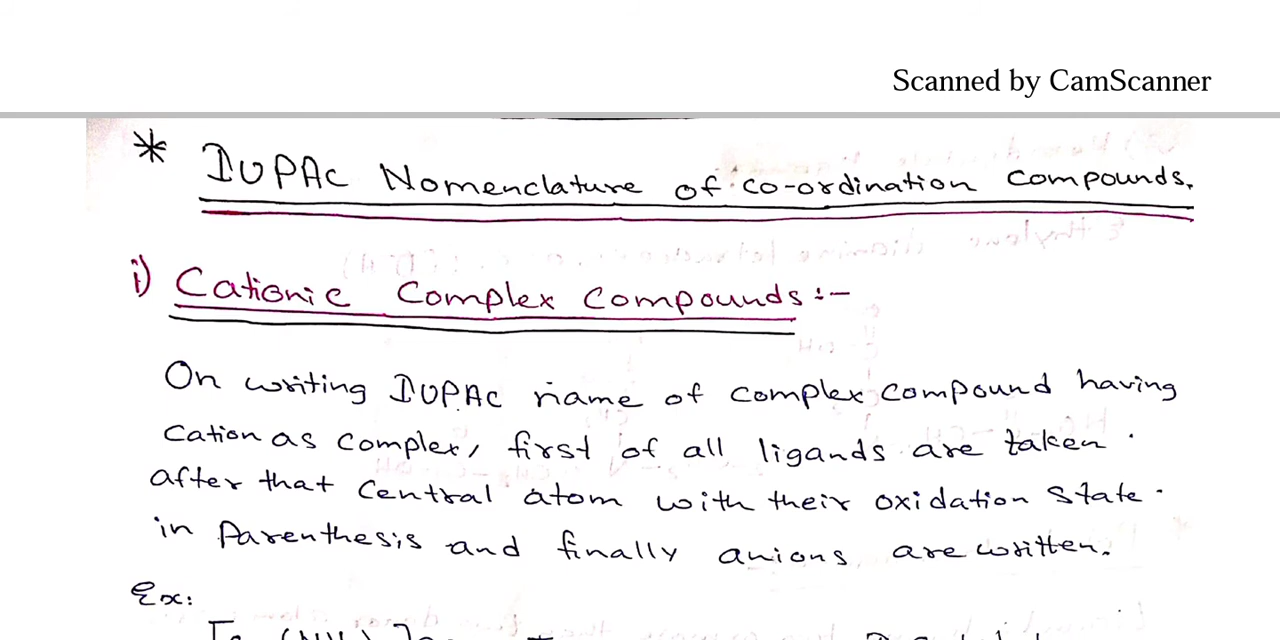 Scanned by CamScanner
* IUPAC Nomenclature of co-ordination compounds.
i) Cationic Complex Compounds :-
On writing IUPAC name of complex compound having
Cation as complex, first of all ligands are taken
after that Central atom with their oxidation state
in Parenthesis and finally anions are written.
Ex: